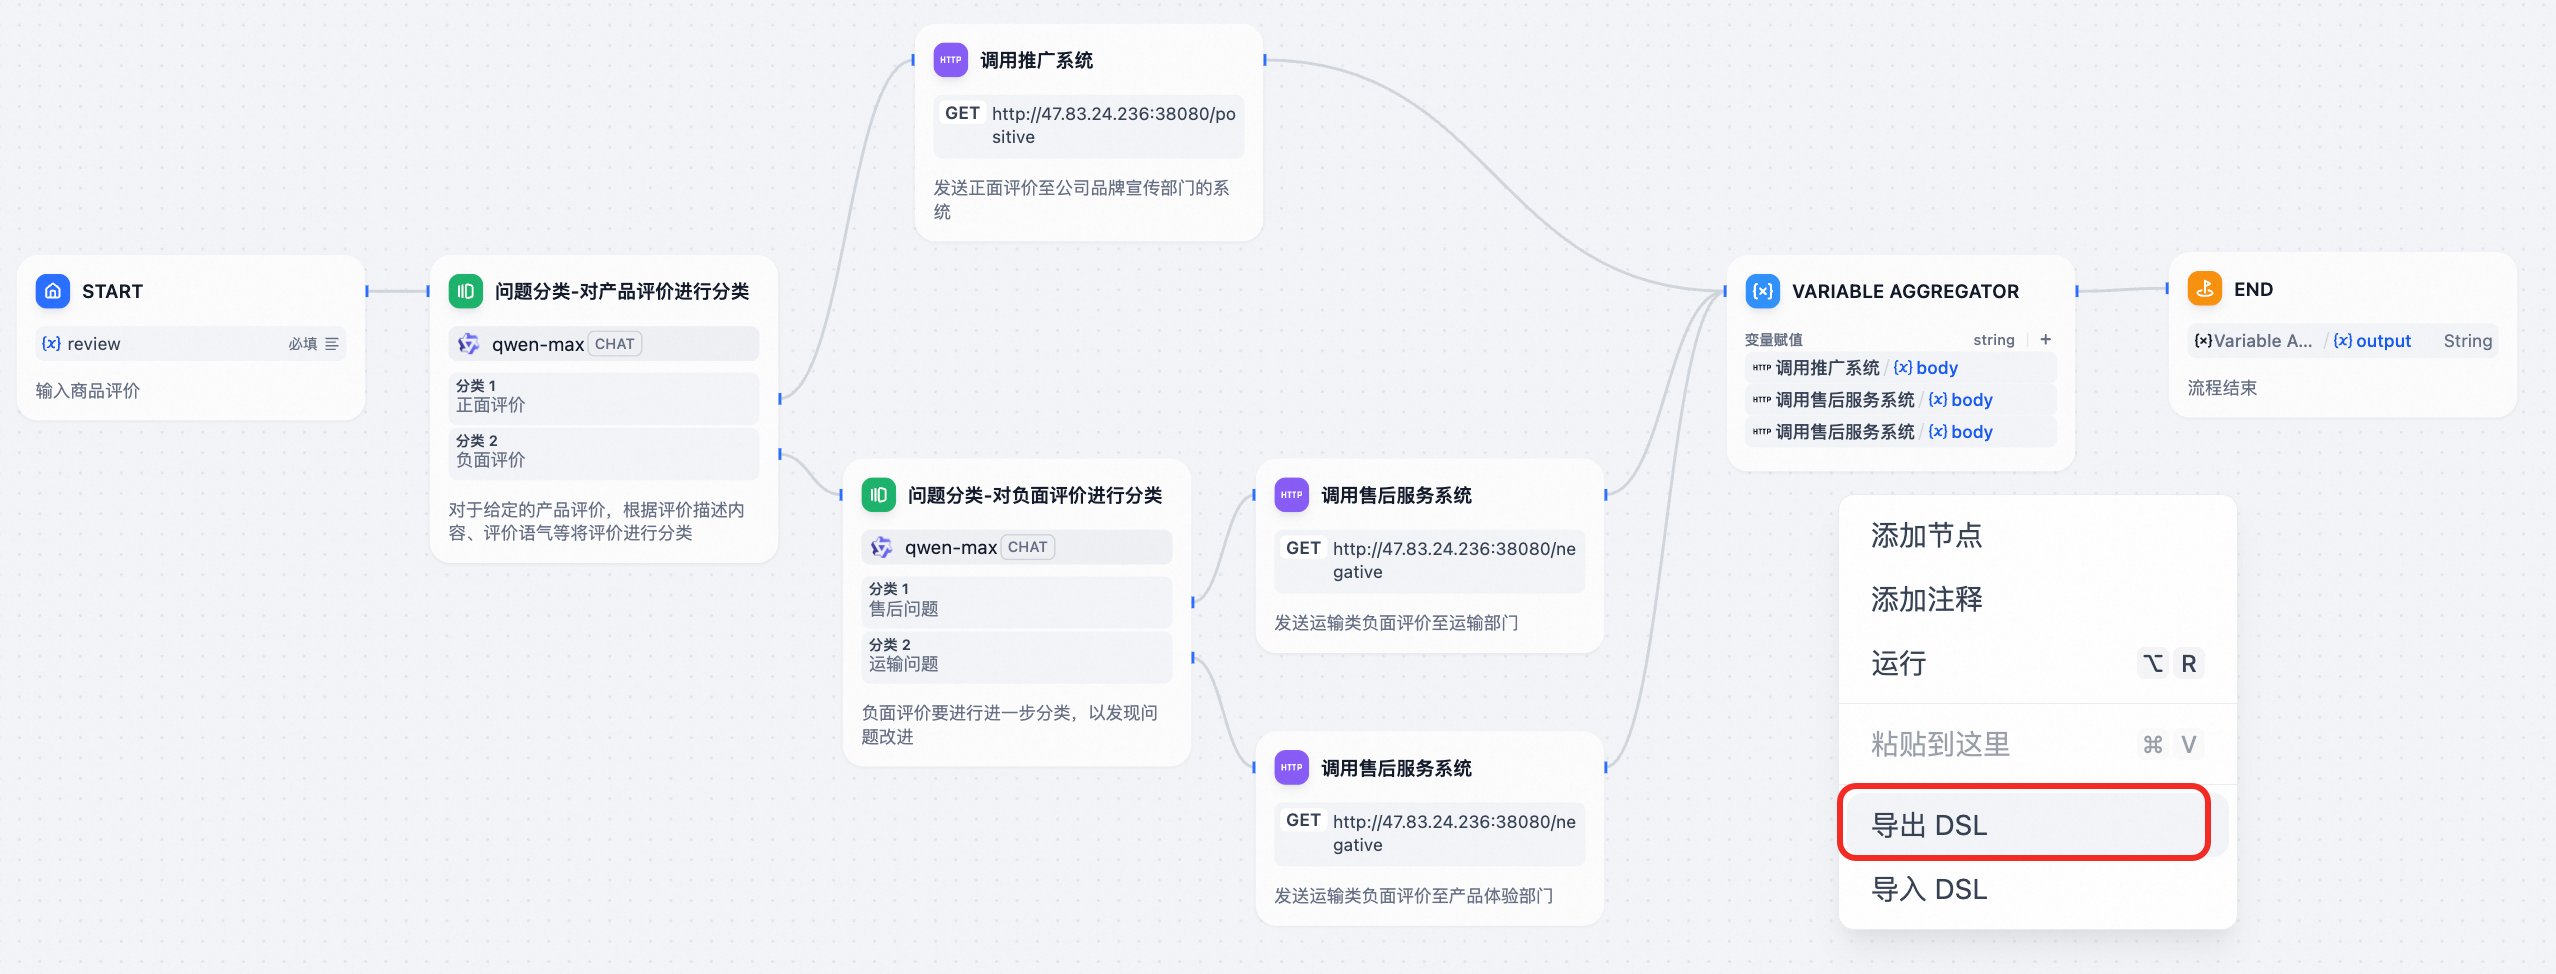 HTTP 调用推广系统
GET http://47.83.24.236:38080/po
sitive
发送正面评价至公司品牌宣传部门的系
统
START
{x} review 必填
输入商品评价
问题分类-对产品评价进行分类
qwen-max CHAT
分类 1
正面评价
分类 2
负面评价
对于给定的产品评价，根据评价描述内
容、评价语气等将评价进行分类
问题分类-对负面评价进行分类
qwen-max CHAT
分类 1
售后问题
分类 2
运输问题
负面评价要进行进一步分类，以发现问
题改进
HTTP 调用售后服务系统
GET http://47.83.24.236:38080/ne
gative
发送运输类负面评价至运输部门
HTTP 调用售后服务系统
GET http://47.83.24.236:38080/ne
gative
发送运输类负面评价至产品体验部门
{x} VARIABLE AGGREGATOR
变量赋值 string +
HTTP 调用推广系统 / {x} body
HTTP 调用售后服务系统 / {x} body
HTTP 调用售后服务系统 / {x} body
END
{x} Variable A... / {x} output String
流程结束
添加节点
添加注释
运行 ⌥ R
粘贴到这里 ⌘ V
导出 DSL
导入 DSL